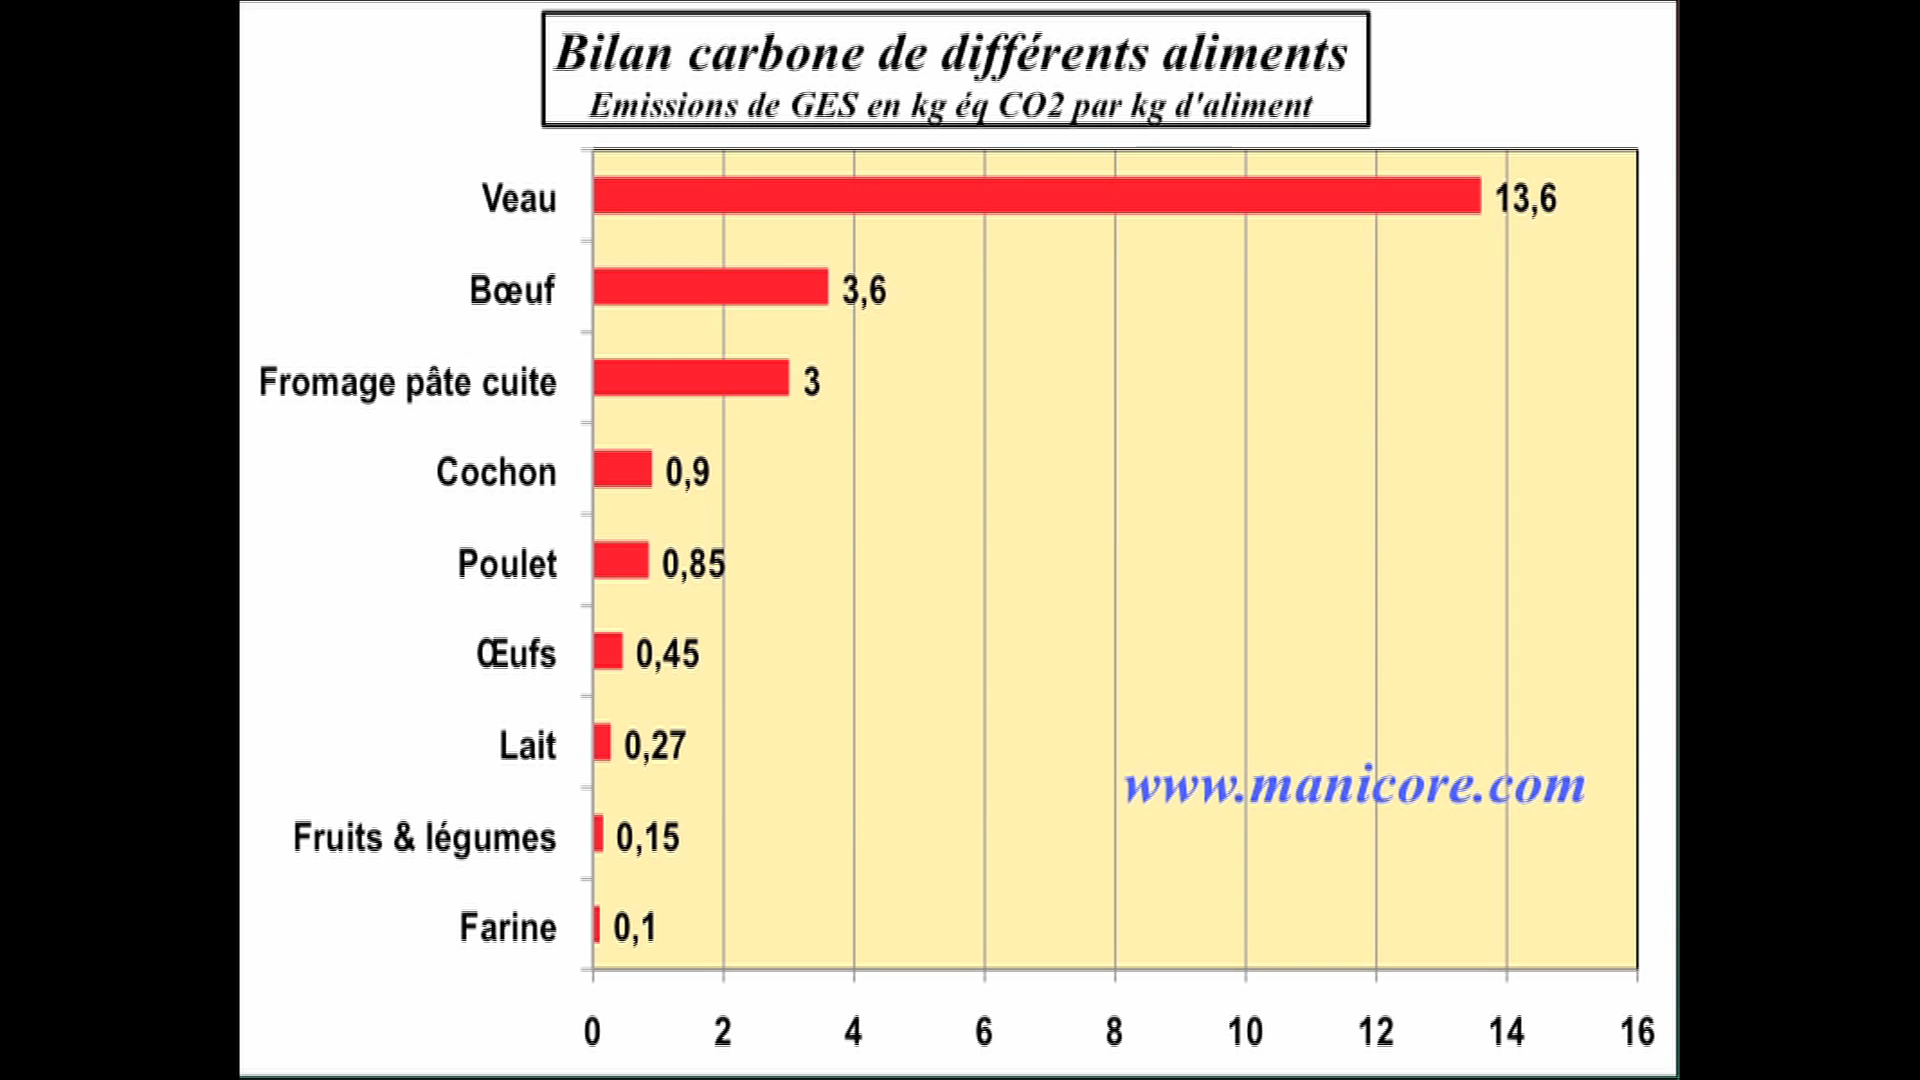 Bilan carbone de différents aliments
Emissions de GES en kg éq CO2 par kg d'aliment
Veau 13,6
Bœuf 3,6
Fromage pâte cuite 3
Cochon 0,9
Poulet 0,85
Œufs 0,45
Lait 0,27
www.manicore.com
Fruits & légumes 0,15
Farine 0,1
0 2 4 6 8 10 12 14 16